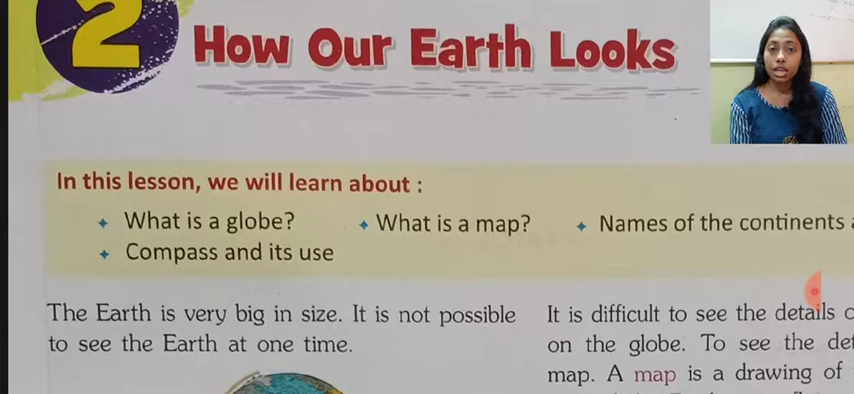 2
How Our Earth Looks
In this lesson, we will learn about :
✦ What is a globe? ✦ What is a map? ✦ Names of the continents
✦ Compass and its use
The Earth is very big in size. It is not possible
to see the Earth at one time.
It is difficult to see the details
on the globe. To see the
map. A map is a drawing of